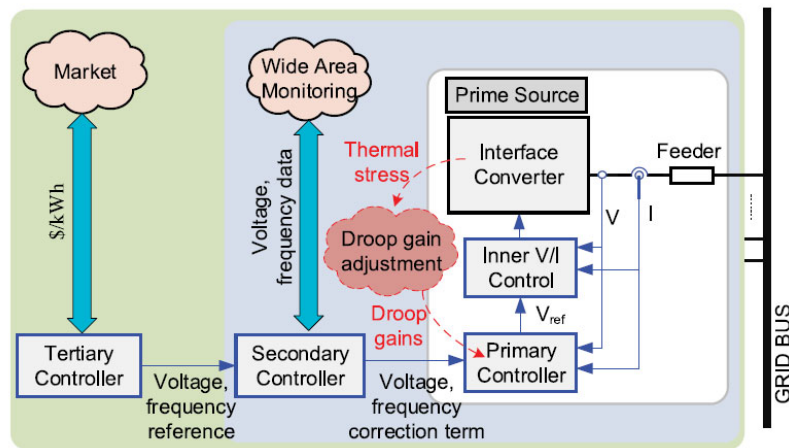 Market
Wide Area
Monitoring
Prime Source
Interface
Converter
Feeder
Thermal
stress
$/kWh
Voltage,
frequency data
V
I
Droop gain
adjustment
Inner V/I
Control
Droop
gains
Vref
Tertiary
Controller
Secondary
Controller
Primary
Controller
Voltage,
frequency
reference
Voltage,
frequency
correction term
GRID BUS